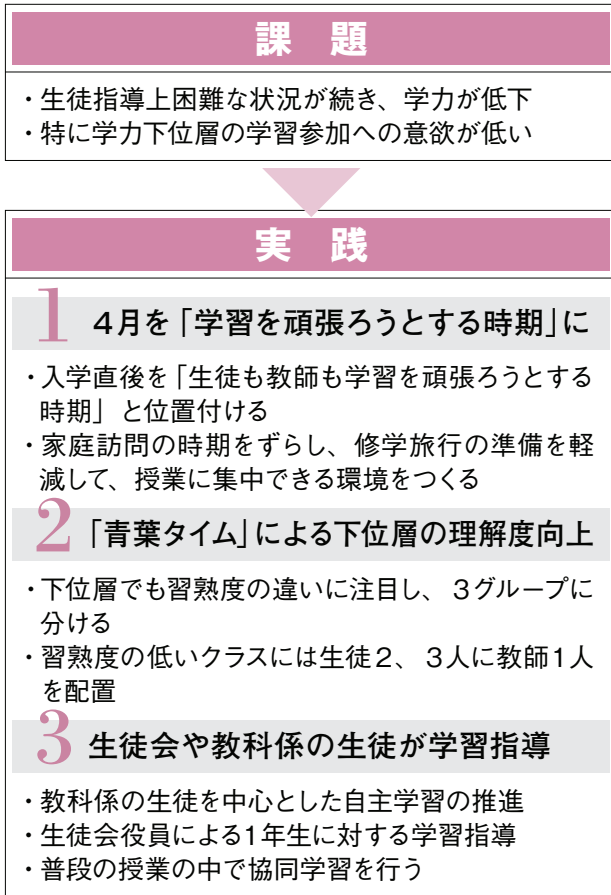 課 題
・生徒指導上困難な状況が続き、学力が低下
・特に学力下位層の学習参加への意欲が低い
実 践
1 4月を「学習を頑張ろうとする時期」に
・入学直後を「生徒も教師も学習を頑張ろうとする
時期」と位置付ける
・家庭訪問の時期をずらし、修学旅行の準備を軽
減して、授業に集中できる環境をつくる
2 「青葉タイム」による下位層の理解度向上
・下位層でも習熟度の違いに注目し、3グループに
分ける
・習熟度の低いクラスには生徒2、3人に教師1人
を配置
3 生徒会や教科係の生徒が学習指導
・教科係の生徒を中心とした自主学習の推進
・生徒会役員による1年生に対する学習指導
・普段の授業の中で協同学習を行う